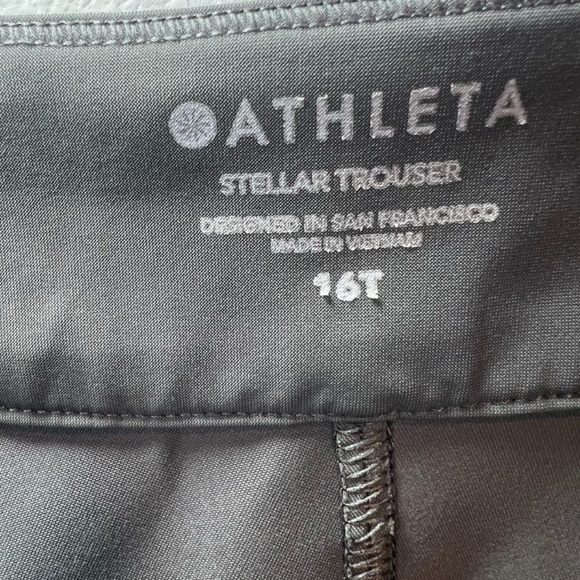 ATHLETA
STELLAR TROUSER
DESIGNED IN SAN FRANCISCO
MADE IN VIETNAM
16T